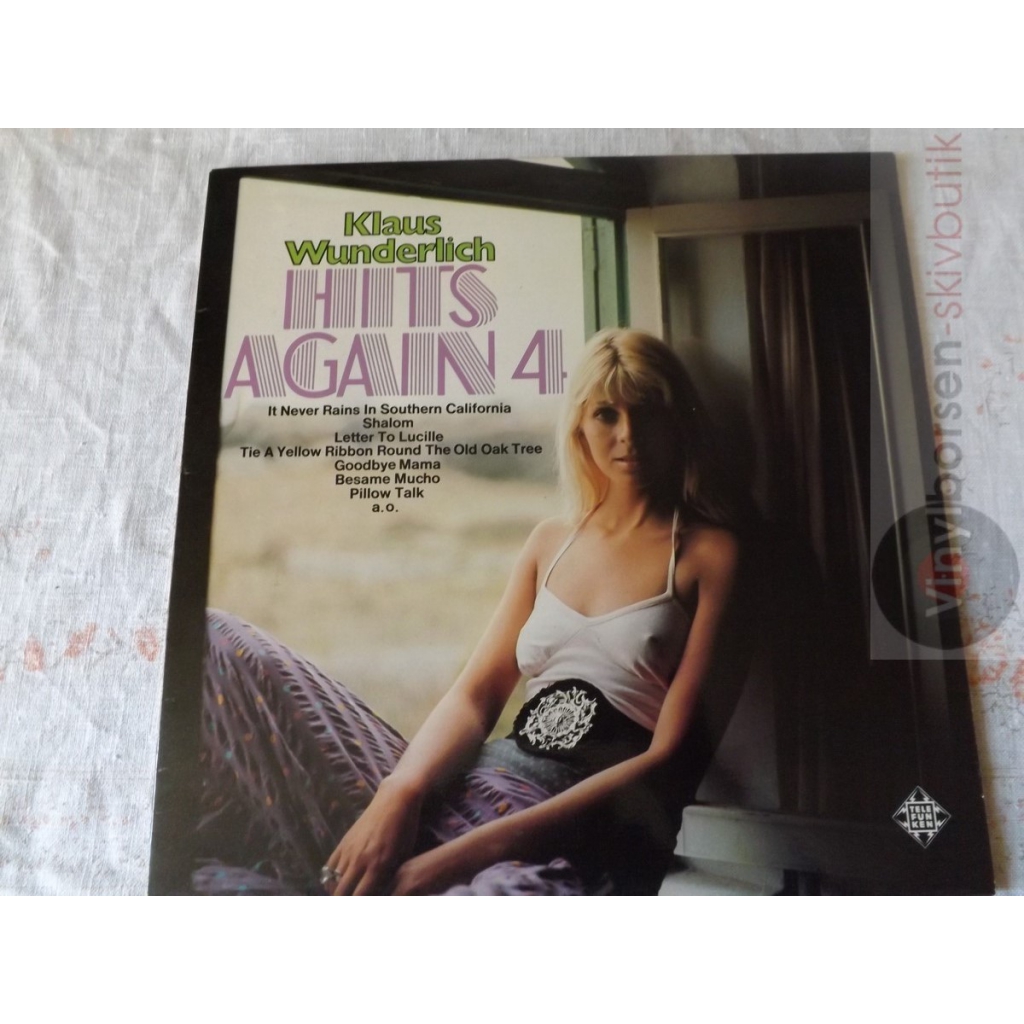 Klaus
Wunderlich
HITS
AGAIN 4
It Never Rains In Southern California
Shalom
Letter To Lucille
Tie A Yellow Ribbon Round The Old Oak Tree
Goodbye Mama
Besame Mucho
Pillow Talk
a.o.
TELE
FUN
KEN
Vinylbörsen-skivbutik